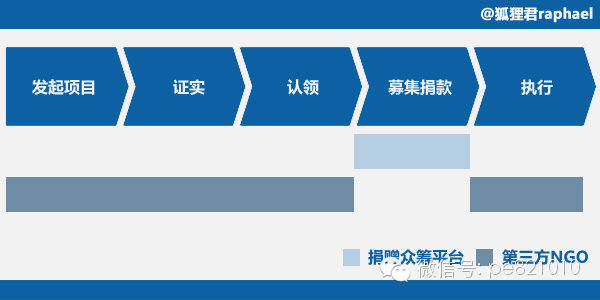 @狐狸君raphael
发起项目
证实
认领
募集捐款
执行
捐赠众筹平台
第三方NGO
微信号: pe821010